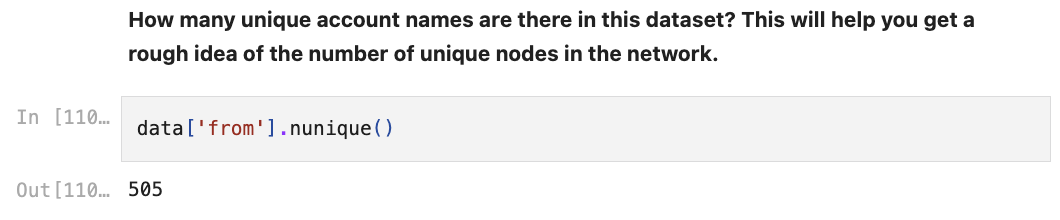 How many unique account names are there in this dataset? This will help you get a
rough idea of the number of unique nodes in the network.
In [110…
data['from'].nunique()
Out[110…
505